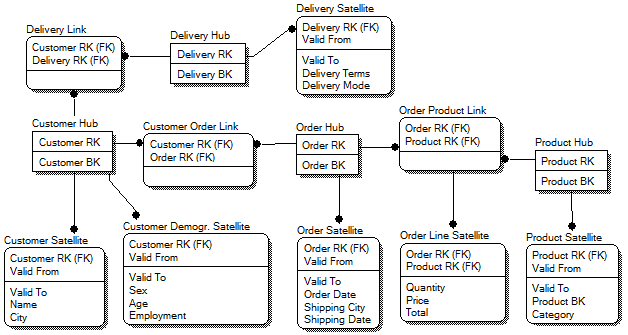 Delivery Link
Customer RK (FK)
Delivery RK (FK)
Delivery Hub
Delivery RK
Delivery BK
Delivery Satellite
Delivery RK (FK)
Valid From
Valid To
Delivery Terms
Delivery Mode
Customer Hub
Customer RK
Customer BK
Customer Order Link
Customer RK (FK)
Order RK (FK)
Order Hub
Order RK
Order BK
Order Product Link
Order RK (FK)
Product RK (FK)
Product Hub
Product RK
Product BK
Customer Satellite
Customer RK (FK)
Valid From
Valid To
Name
City
Customer Demogr. Satellite
Customer RK (FK)
Valid From
Valid To
Sex
Age
Employment
Order Satellite
Order RK (FK)
Valid From
Valid To
Order Date
Shipping City
Shipping Date
Order Line Satellite
Order RK (FK)
Product RK (FK)
Quantity
Price
Total
Product Satellite
Product RK (FK)
Valid From
Valid To
Product BK
Category